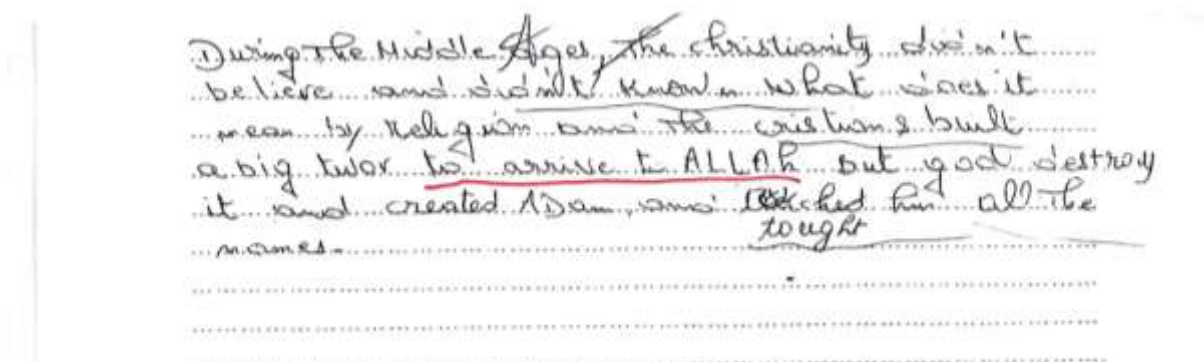 During The Middle Ages, The christianity didn't
believe and didn't know what does it
mean by Religion and the cristians built
a big twor to arrive to ALLAh but god destroy
it and created ADam, and ched him all The
tought
names.